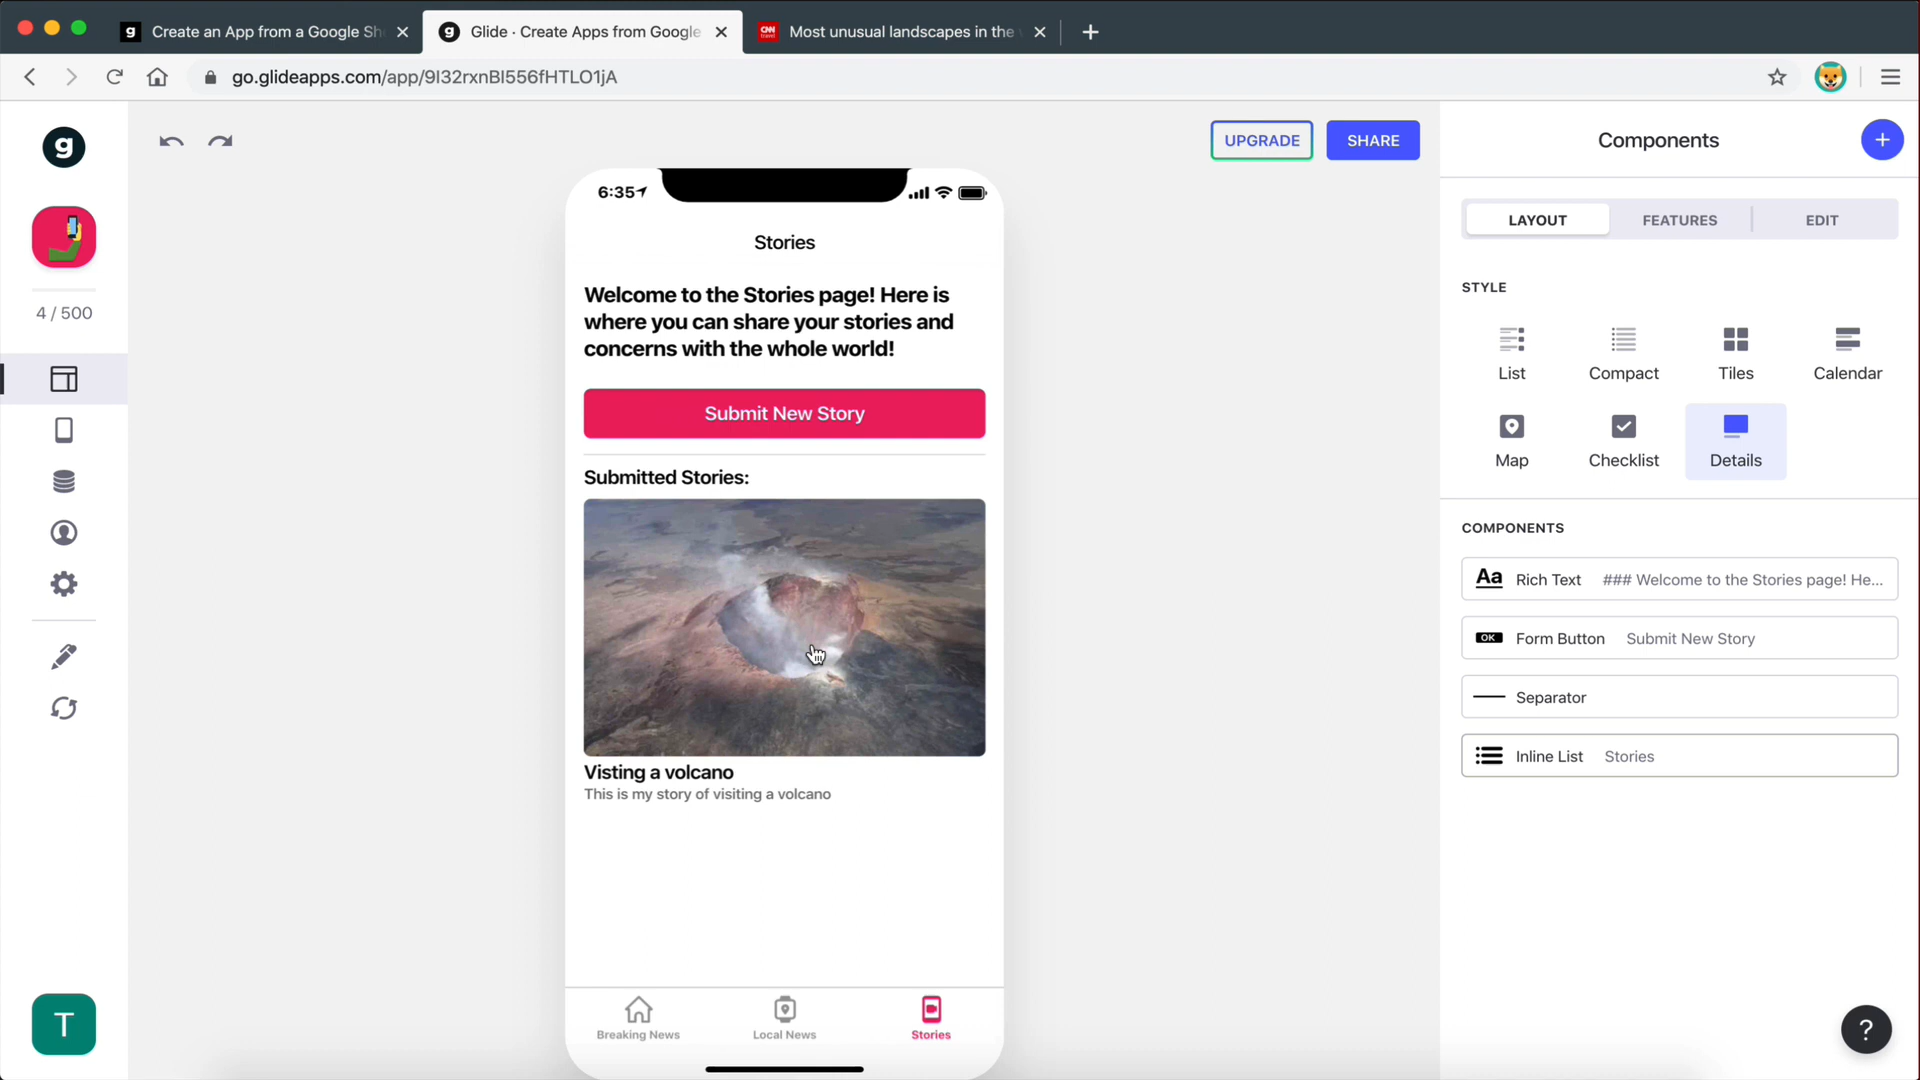 Create an App from a Google Sh
Glide · Create Apps from Google
CNN travel
Most unusual landscapes in the
go.glideapps.com/app/9I32rxnBI556fHTLO1jA
g
UPGRADE
SHARE
Components
4 / 500
6:35
Stories
Welcome to the Stories page! Here is
where you can share your stories and
concerns with the whole world!
Submit New Story
Submitted Stories:
Visting a volcano
This is my story of visiting a volcano
Breaking News
Local News
Stories
LAYOUT
FEATURES
EDIT
STYLE
List
Compact
Tiles
Calendar
Map
Checklist
Details
COMPONENTS
Aa Rich Text ### Welcome to the Stories page! He...
OK Form Button Submit New Story
Separator
Inline List Stories
T
?